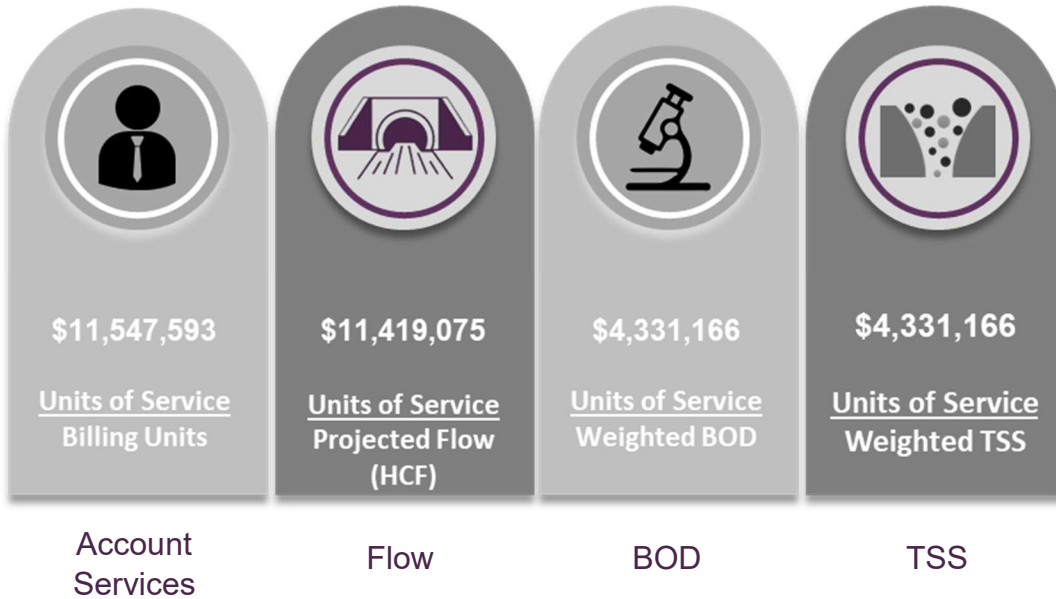 $11,547,593
Units of Service
Billing Units
Account
Services
$11,419,075
Units of Service
Projected Flow
(HCF)
Flow
$4,331,166
Units of Service
Weighted BOD
BOD
$4,331,166
Units of Service
Weighted TSS
TSS